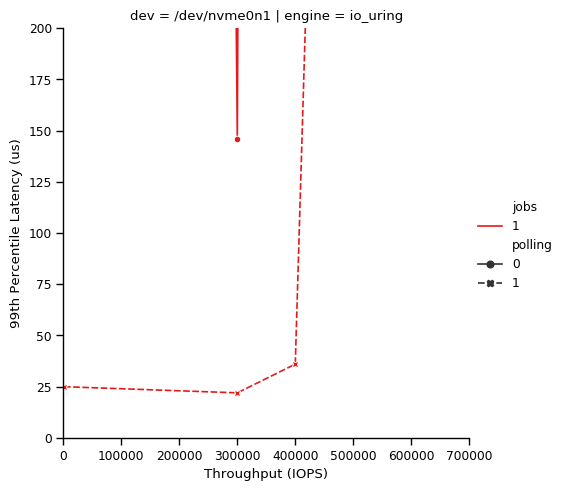 dev = /dev/nvme0n1 | engine = io_uring
200
175
150
125
100
75
50
25
0
99th Percentile Latency (us)
0 100000 200000 300000 400000 500000 600000 700000
Throughput (IOPS)
jobs
1
polling
0
1